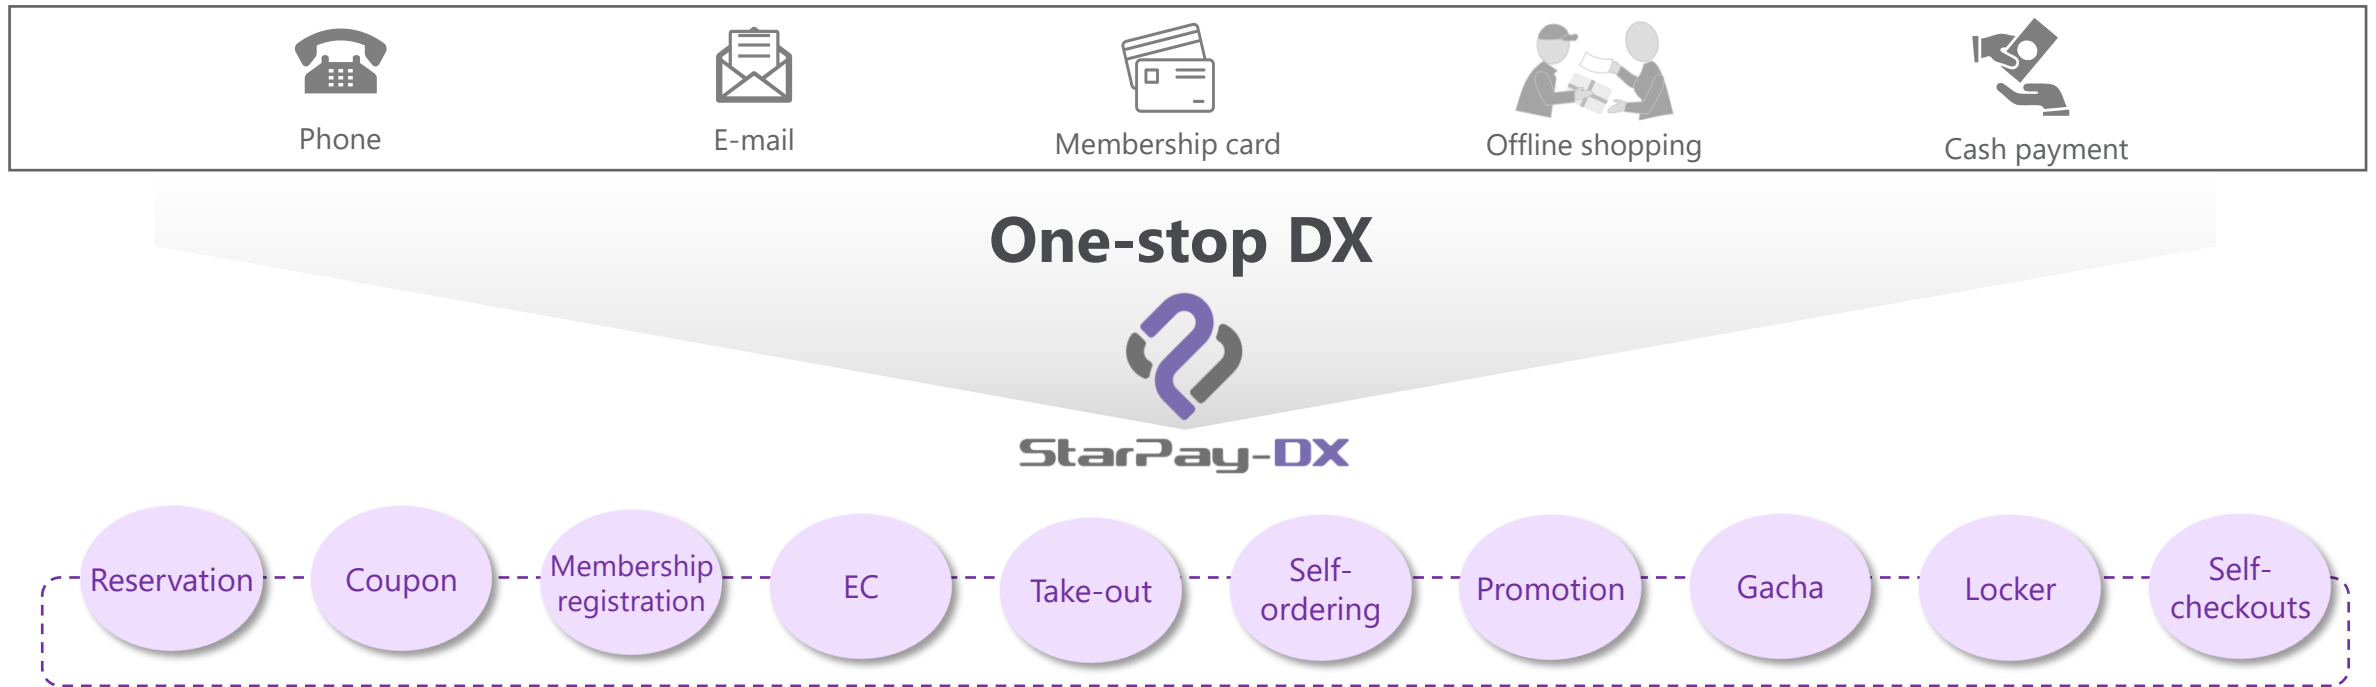 Phone
E-mail
Membership card
Offline shopping
Cash payment
One-stop DX
StarPay-DX
Reservation
Coupon
Membership
registration
EC
Take-out
Self-
ordering
Promotion
Gacha
Locker
Self-
checkouts